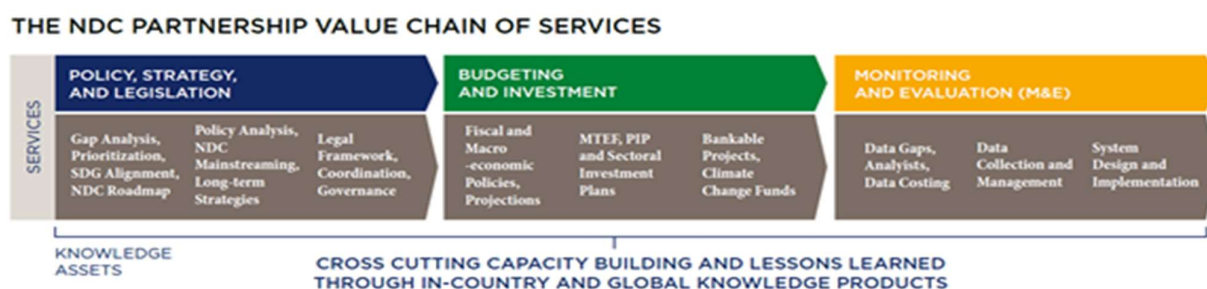 THE NDC PARTNERSHIP VALUE CHAIN OF SERVICES
SERVICES
POLICY, STRATEGY,
AND LEGISLATION
Gap Analysis,
Prioritization,
SDG Alignment,
NDC Roadmap
Policy Analysis,
NDC
Mainstreaming,
Long-term
Strategies
Legal
Framework,
Coordination,
Governance
BUDGETING
AND INVESTMENT
Fiscal and
Macro
-economic
Policies,
Projections
MTEF, PIP
and Sectoral
Investment
Plans
Bankable
Projects,
Climate
Change Funds
MONITORING
AND EVALUATION (M&E)
Data Gaps,
Analyists,
Data Costing
Data
Collection and
Management
System
Design and
Implementation
KNOWLEDGE
ASSETS
CROSS CUTTING CAPACITY BUILDING AND LESSONS LEARNED
THROUGH IN-COUNTRY AND GLOBAL KNOWLEDGE PRODUCTS